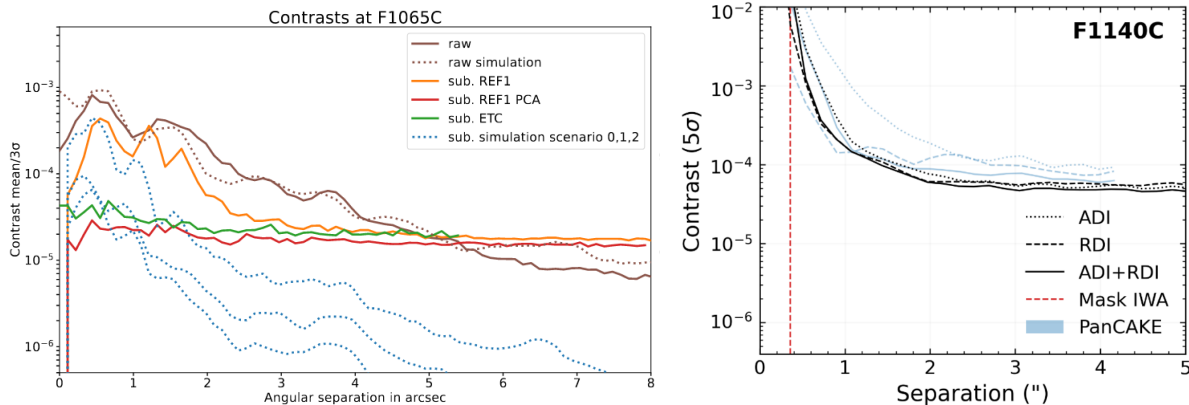 Contrasts at F1065C
raw
raw simulation
sub. REF1
sub. REF1 PCA
sub. ETC
sub. simulation scenario 0,1,2
Contrast mean/3σ
10⁻³
10⁻⁴
10⁻⁵
10⁻⁶
0 1 2 3 4 5 6 7 8
Angular separation in arcsec
F1140C
Contrast (5σ)
10⁻²
10⁻³
10⁻⁴
10⁻⁵
10⁻⁶
ADI
RDI
ADI+RDI
Mask IWA
PanCAKE
0 1 2 3 4 5
Separation (")